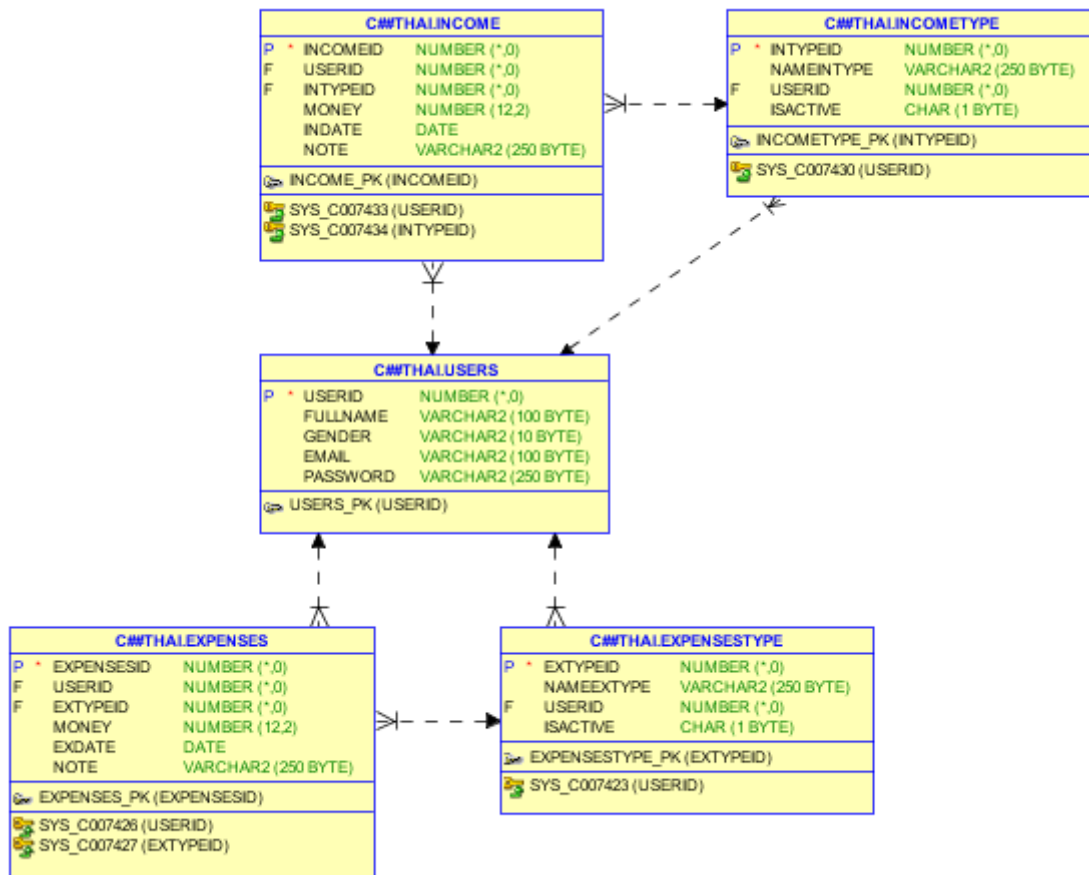 C##THAI.INCOME
P * INCOMEID NUMBER (*,0)
F USERID NUMBER (*,0)
F INTYPEID NUMBER (*,0)
MONEY NUMBER (12,2)
INDATE DATE
NOTE VARCHAR2 (250 BYTE)
INCOME_PK (INCOMEID)
SYS_C007433 (USERID)
SYS_C007434 (INTYPEID)
C##THAI.INCOMETYPE
P * INTYPEID NUMBER (*,0)
NAMEINTYPE VARCHAR2 (250 BYTE)
F USERID NUMBER (*,0)
ISACTIVE CHAR (1 BYTE)
INCOMETYPE_PK (INTYPEID)
SYS_C007430 (USERID)
C##THAI.USERS
P * USERID NUMBER (*,0)
FULLNAME VARCHAR2 (100 BYTE)
GENDER VARCHAR2 (10 BYTE)
EMAIL VARCHAR2 (100 BYTE)
PASSWORD VARCHAR2 (250 BYTE)
USERS_PK (USERID)
C##THAI.EXPENSES
P * EXPENSESID NUMBER (*,0)
F USERID NUMBER (*,0)
F EXTYPEID NUMBER (*,0)
MONEY NUMBER (12,2)
EXDATE DATE
NOTE VARCHAR2 (250 BYTE)
EXPENSES_PK (EXPENSESID)
SYS_C007426 (USERID)
SYS_C007427 (EXTYPEID)
C##THAI.EXPENSESTYPE
P * EXTYPEID NUMBER (*,0)
NAMEEXTYPE VARCHAR2 (250 BYTE)
F USERID NUMBER (*,0)
ISACTIVE CHAR (1 BYTE)
EXPENSESTYPE_PK (EXTYPEID)
SYS_C007423 (USERID)